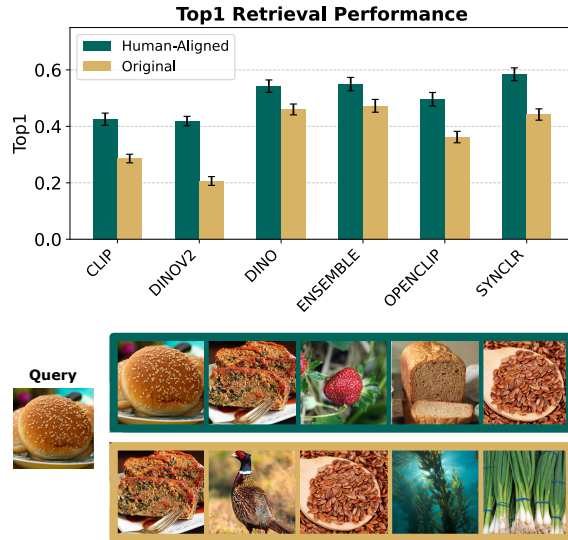 Top1 Retrieval Performance
Human-Aligned
Original
Top1
0.6
0.4
0.2
0.0
CLIP
DINOV2
DINO
ENSEMBLE
OPENCLIP
SYNCLR
Query